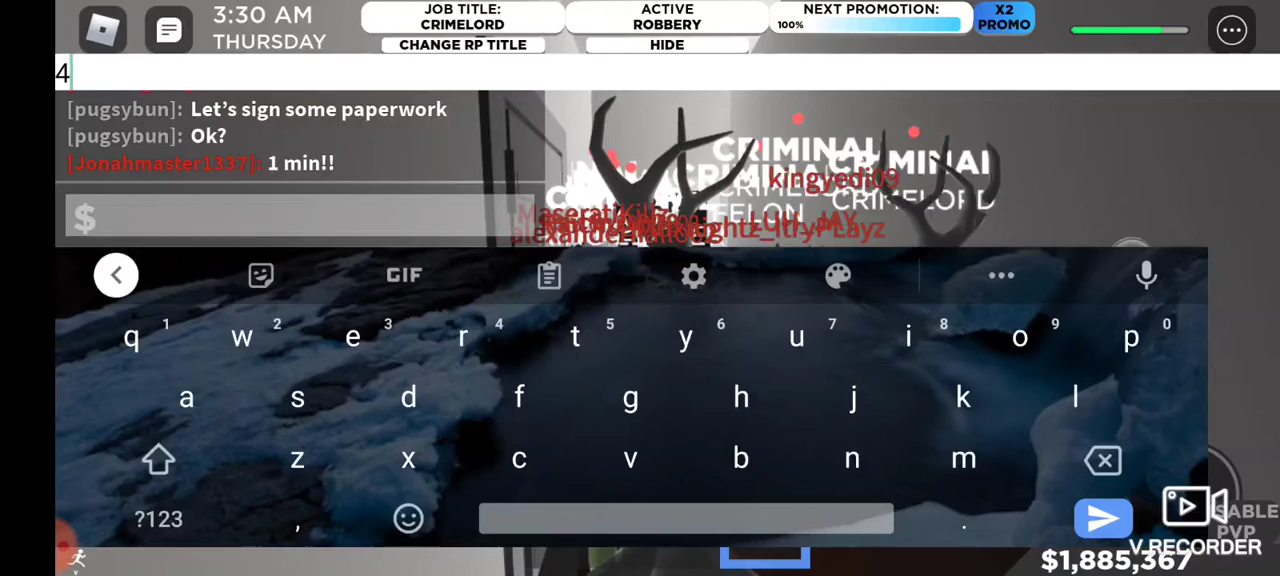 3:30 AM
THURSDAY
JOB TITLE:
CRIMELORD
CHANGE RP TITLE
ACTIVE
ROBBERY
HIDE
NEXT PROMOTION:
100%
X2
PROMO
4
[pugsybun]: Let's sign some paperwork
[pugsybun]: Ok?
[Jonahmaster1337]: 1 min!!
$
CRIMINAL
kingyedi09
GIF
q 1 w 2 e 3 r 4 t 5 y 6 u 7 i 8 o 9 p 0
a s d f g h j k l
z x c v b n m
?123 , .
PVP
V RECORDER
$1,885,367